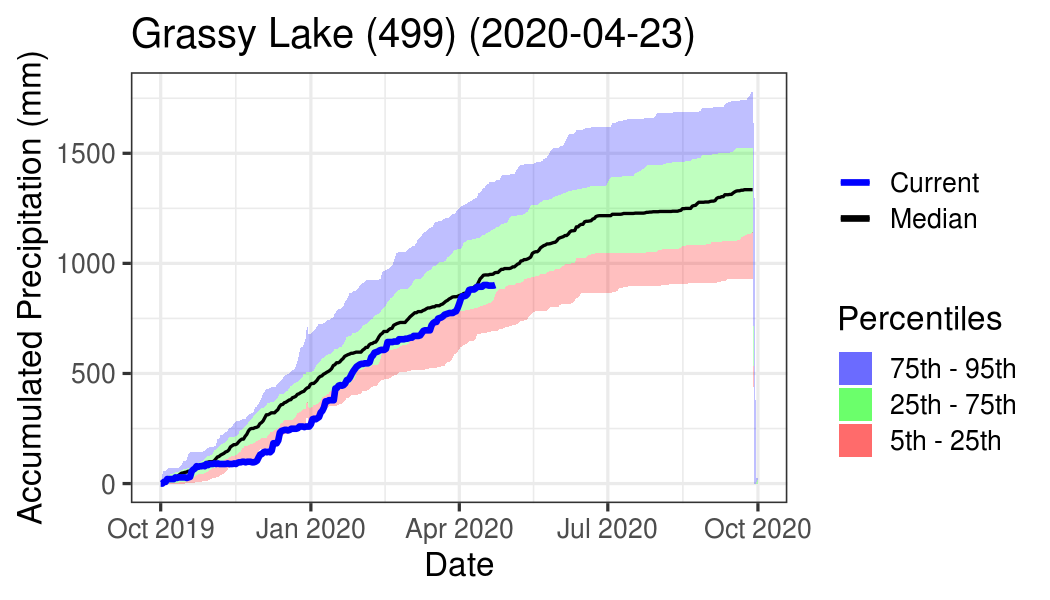 Grassy Lake (499) (2020-04-23)
Accumulated Precipitation (mm)
1500
1000
500
0
Oct 2019
Jan 2020
Apr 2020
Jul 2020
Oct 2020
Date
Current
Median
Percentiles
75th - 95th
25th - 75th
5th - 25th